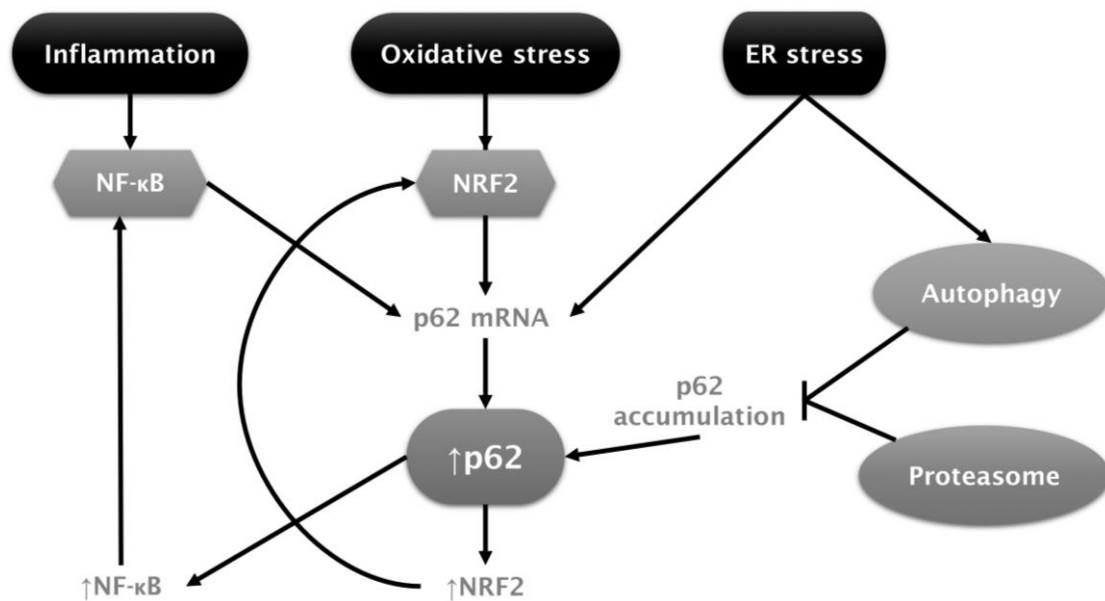 Inflammation
Oxidative stress
ER stress
NF-κB
NRF2
Autophagy
p62 mRNA
p62
accumulation
↑p62
Proteasome
↑NF-κB
↑NRF2